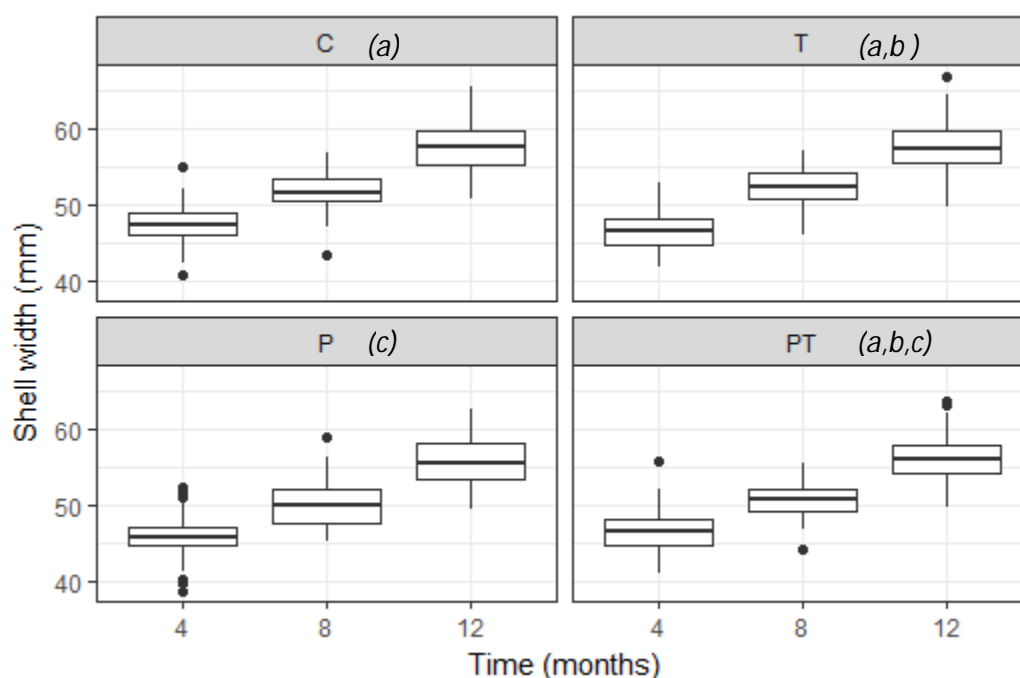 C (a)
T (a,b )
60
50
40
P (c)
PT (a,b,c)
60
50
40
4 8 12
4 8 12
Shell width (mm)
Time (months)